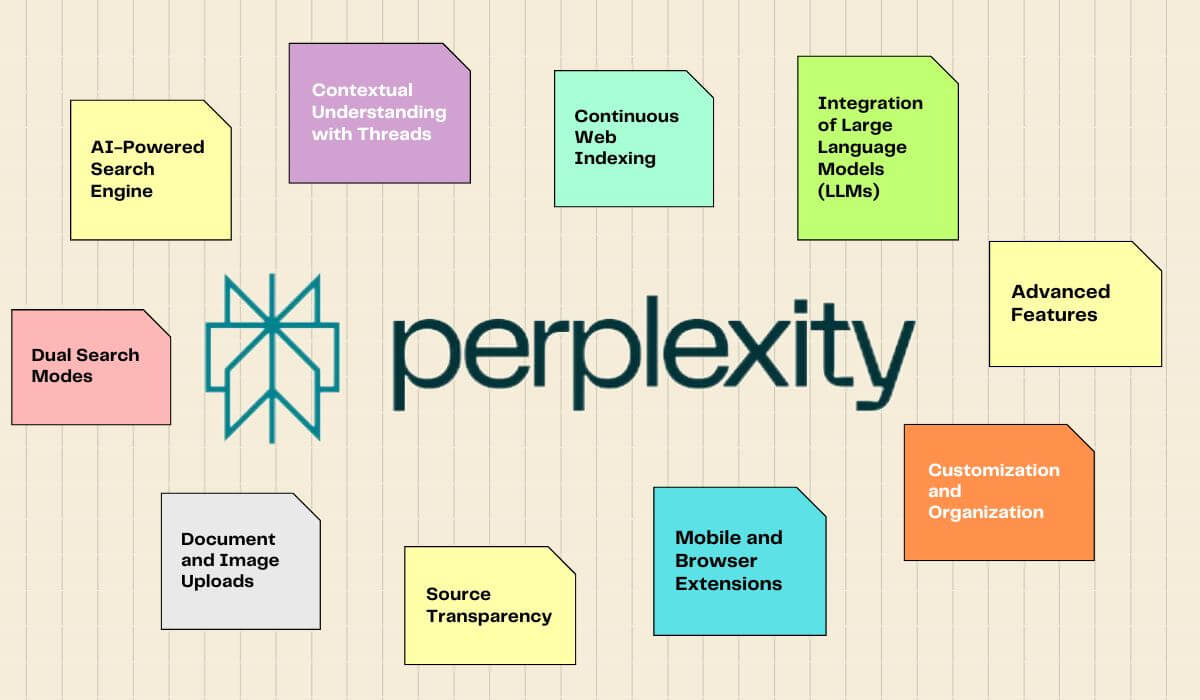 Contextual
Understanding
with Threads
Continuous
Web
Indexing
Integration
of Large
Language
Models
(LLMs)
AI-Powered
Search
Engine
Advanced
Features
Dual Search
Modes
perplexity
Customization
and
Organization
Document
and Image
Uploads
Source
Transparency
Mobile and
Browser
Extensions